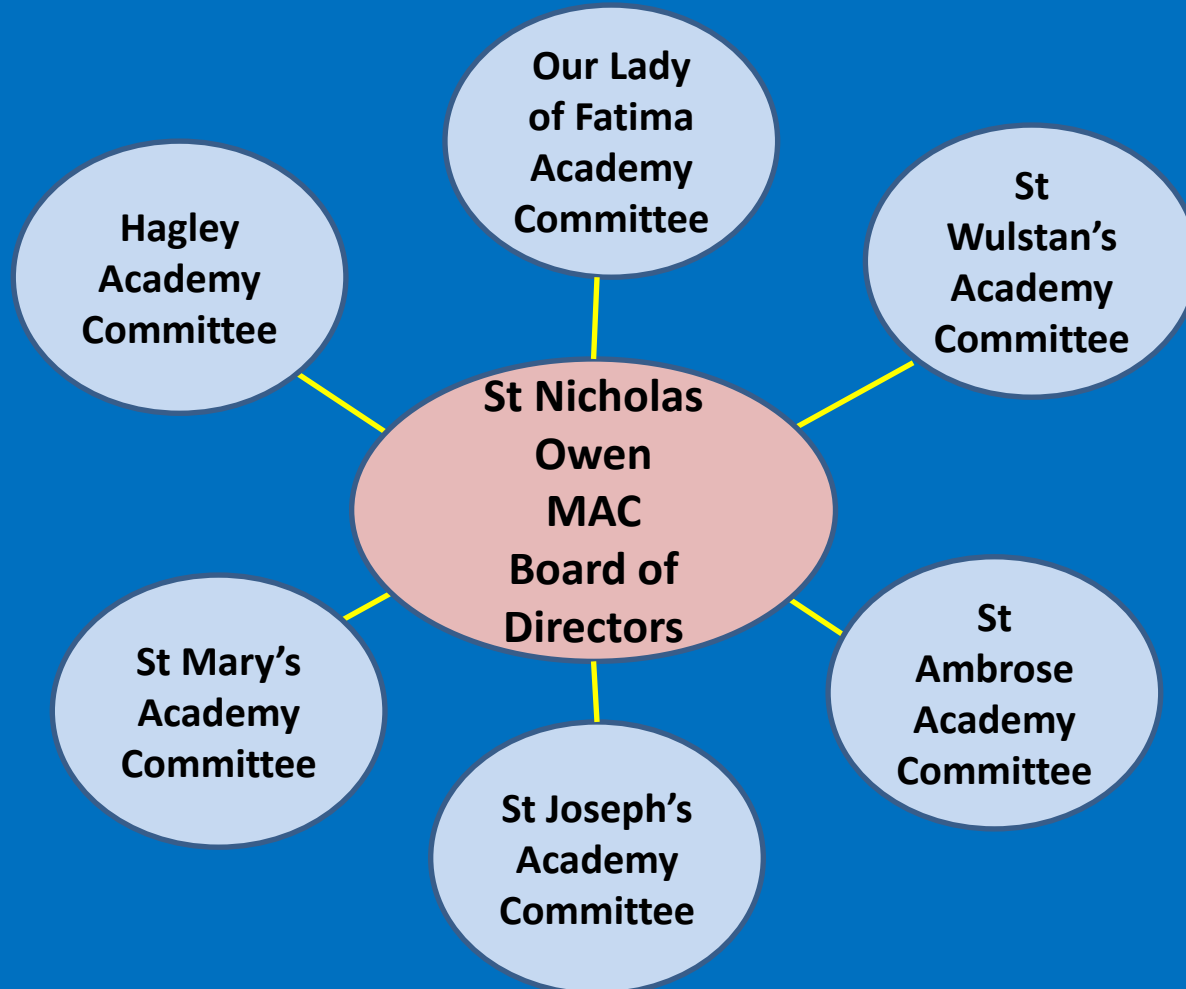 Our Lady
of Fatima
Academy
Committee
Hagley
Academy
Committee
St
Wulstan’s
Academy
Committee
St Nicholas
Owen
MAC
Board of
Directors
St Mary’s
Academy
Committee
St
Ambrose
Academy
Committee
St Joseph’s
Academy
Committee